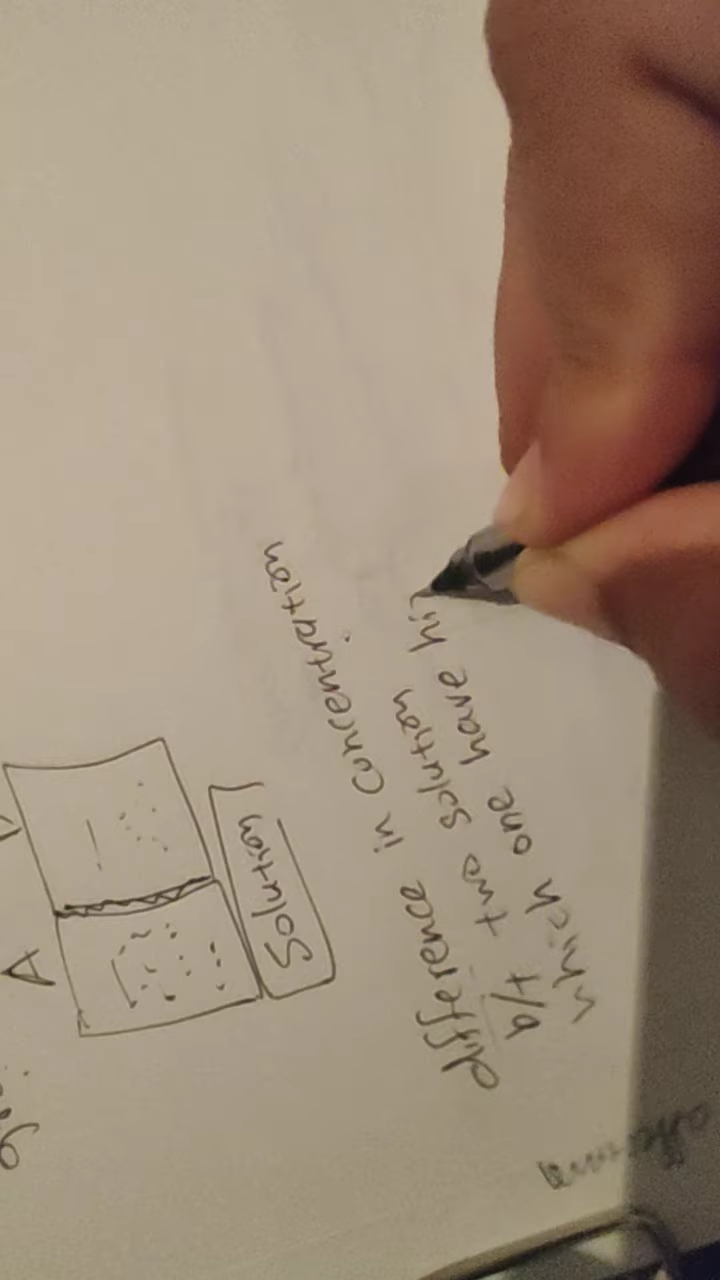 A
Solution
difference in concentration
b/t two solution
which one have hi